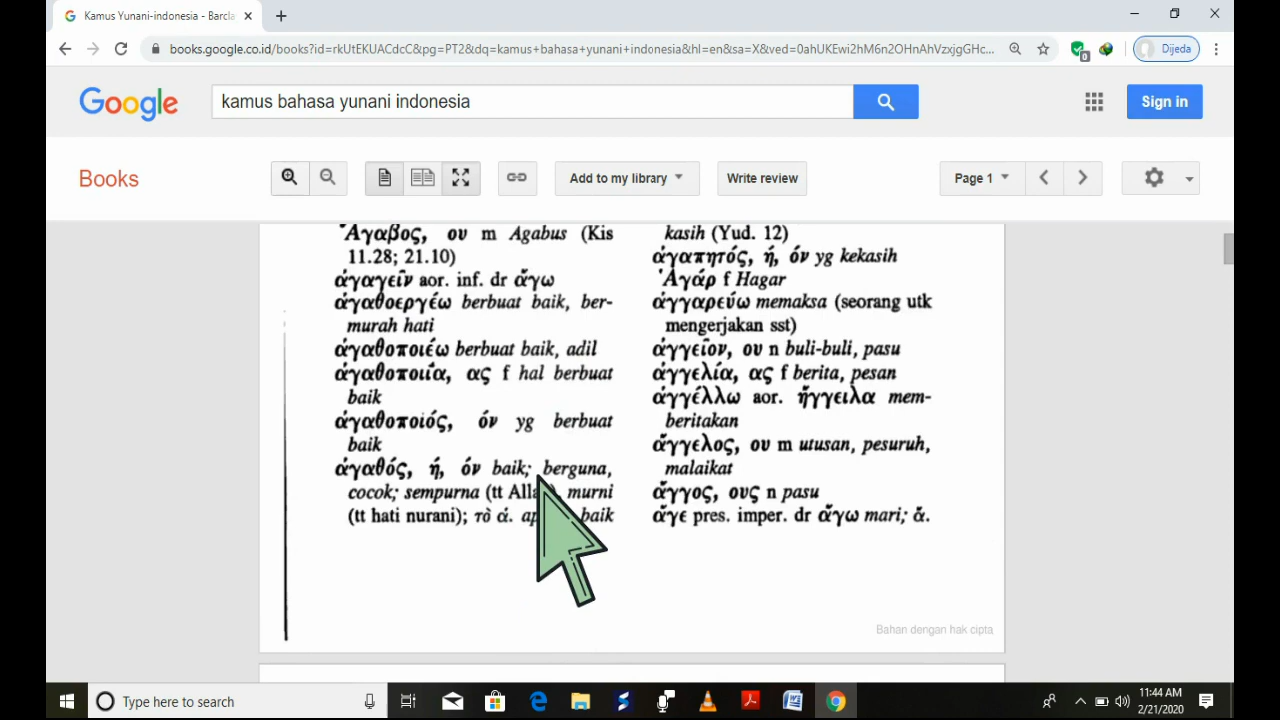 Kamus Yunani-indonesia - Barcla
books.google.co.id/books?id=rkUtEKUACdcC&pg=PT2&dq=kamus+bahasa+yunani+indonesia&hl=en&sa=X&ved=0ahUKEwi2hM6n2OHnAhVzxjgGHc...
Dijeda
Google
kamus bahasa yunani indonesia
Sign in
Books
Add to my library
Write review
Page 1
Ἄγαβος, ου m Agabus (Kis
11.28; 21.10)
ἀγαγεῖν aor. inf. dr ἄγω
ἀγαθοεργέω berbuat baik, ber-
murah hati
ἀγαθοποιέω berbuat baik, adil
ἀγαθοποιΐα, ας f hal berbuat
baik
ἀγαθοποιός, όν yg berbuat
baik
ἀγαθός, ή, όν baik; berguna,
cocok; sempurna (tt murni
(tt hati nurani); τὸ ἀ. baik
kasih (Yud. 12)
ἀγαπητός, ή, όν yg kekasih
Ἁγάρ f Hagar
ἀγγαρεύω memaksa (seorang utk
mengerjakan sst)
ἀγγεῖον, ου n buli-buli, pasu
ἀγγελία, ας f berita, pesan
ἀγγέλλω aor. ἤγγειλα mem-
beritakan
ἄγγελος, ου m utusan, pesuruh,
malaikat
ἄγγος, ους n pasu
ἄγε pres. imper. dr ἄγω mari; ἄ.
Bahan dengan hak cipta
Type here to search
11:44 AM
2/21/2020